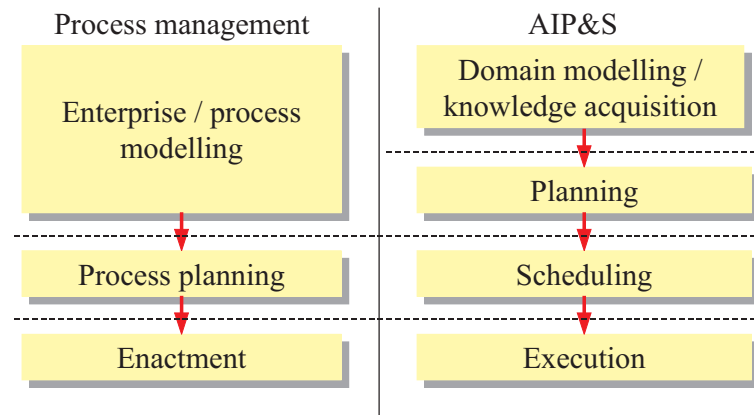 Process management
Enterprise / process
modelling
Process planning
Enactment
AIP&S
Domain modelling /
knowledge acquisition
Planning
Scheduling
Execution